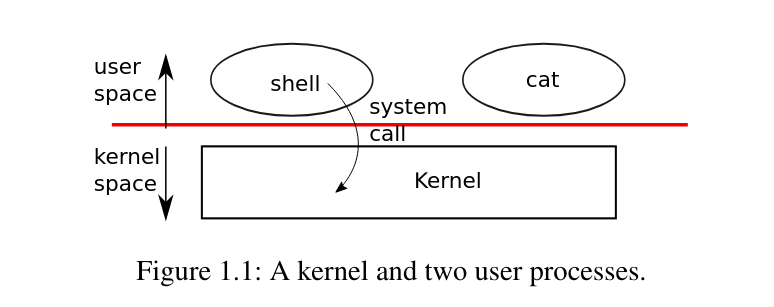 user
space
shell
cat
system
call
kernel
space
Kernel
Figure 1.1: A kernel and two user processes.